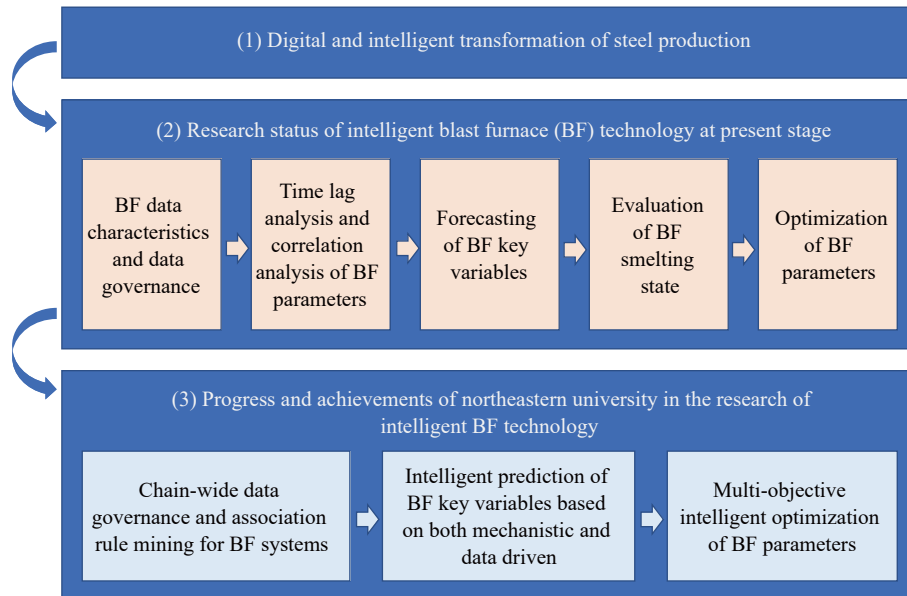 (1) Digital and intelligent transformation of steel production
(2) Research status of intelligent blast furnace (BF) technology at present stage
BF data
characteristics
and data
governance
Time lag
analysis and
correlation
analysis of BF
parameters
Forecasting
of BF key
variables
Evaluation
of BF
smelting
state
Optimization
of BF
parameters
(3) Progress and achievements of northeastern university in the research of
intelligent BF technology
Chain-wide data
governance and association
rule mining for BF systems
Intelligent prediction of
BF key variables based
on both mechanistic and
data driven
Multi-objective
intelligent optimization
of BF parameters